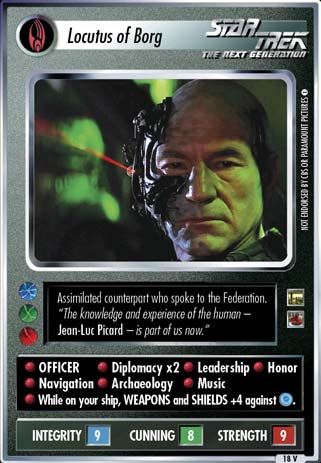 Locutus of Borg
STAR TREK
THE NEXT GENERATION
NOT ENDORSED BY CBS OR PARAMOUNT PICTURES
Assimilated counterpart who spoke to the Federation.
"The knowledge and experience of the human –
Jean-Luc Picard – is part of us now."
OFFICER Diplomacy x2 Leadership Honor
Navigation Archaeology Music
While on your ship, WEAPONS and SHIELDS +4 against .
INTEGRITY 9 CUNNING 8 STRENGTH 9
18 V